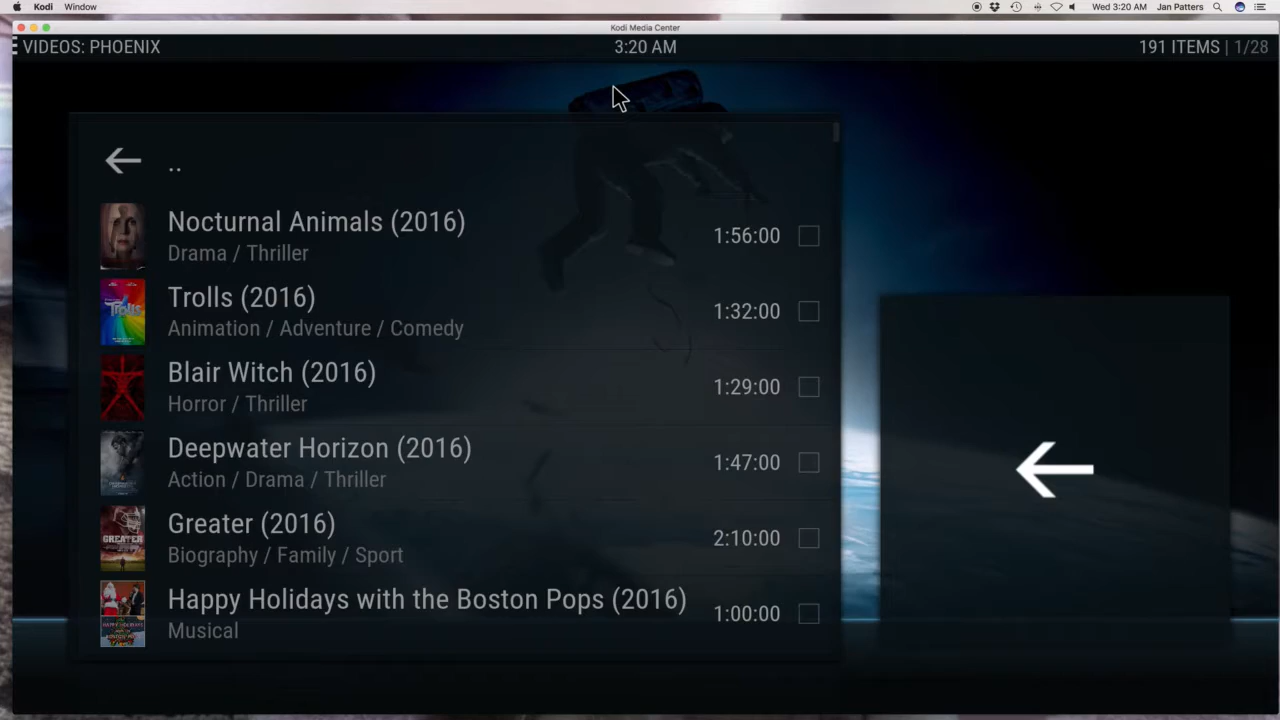 Kodi Window Wed 3:20 AM Jan Patters
Kodi Media Center
VIDEOS: PHOENIX 3:20 AM 191 ITEMS | 1/28
..
Nocturnal Animals (2016)
Drama / Thriller
1:56:00
Trolls (2016)
Animation / Adventure / Comedy
1:32:00
Trolls
Blair Witch (2016)
Horror / Thriller
1:29:00
Deepwater Horizon (2016)
Action / Drama / Thriller
1:47:00
Greater (2016)
Biography / Family / Sport
2:10:00
GREATER
Happy Holidays with the Boston Pops (2016)
Musical
1:00:00